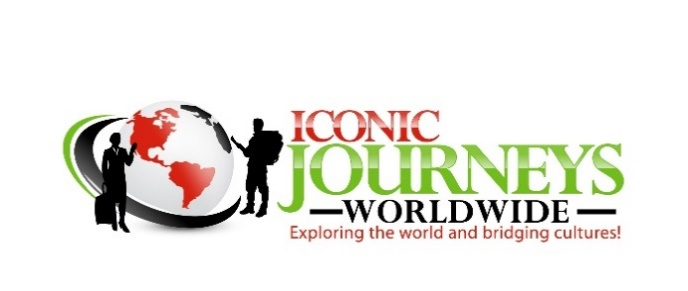 ICONIC
JOURNEYS
WORLDWIDE
Exploring the world and bridging cultures!